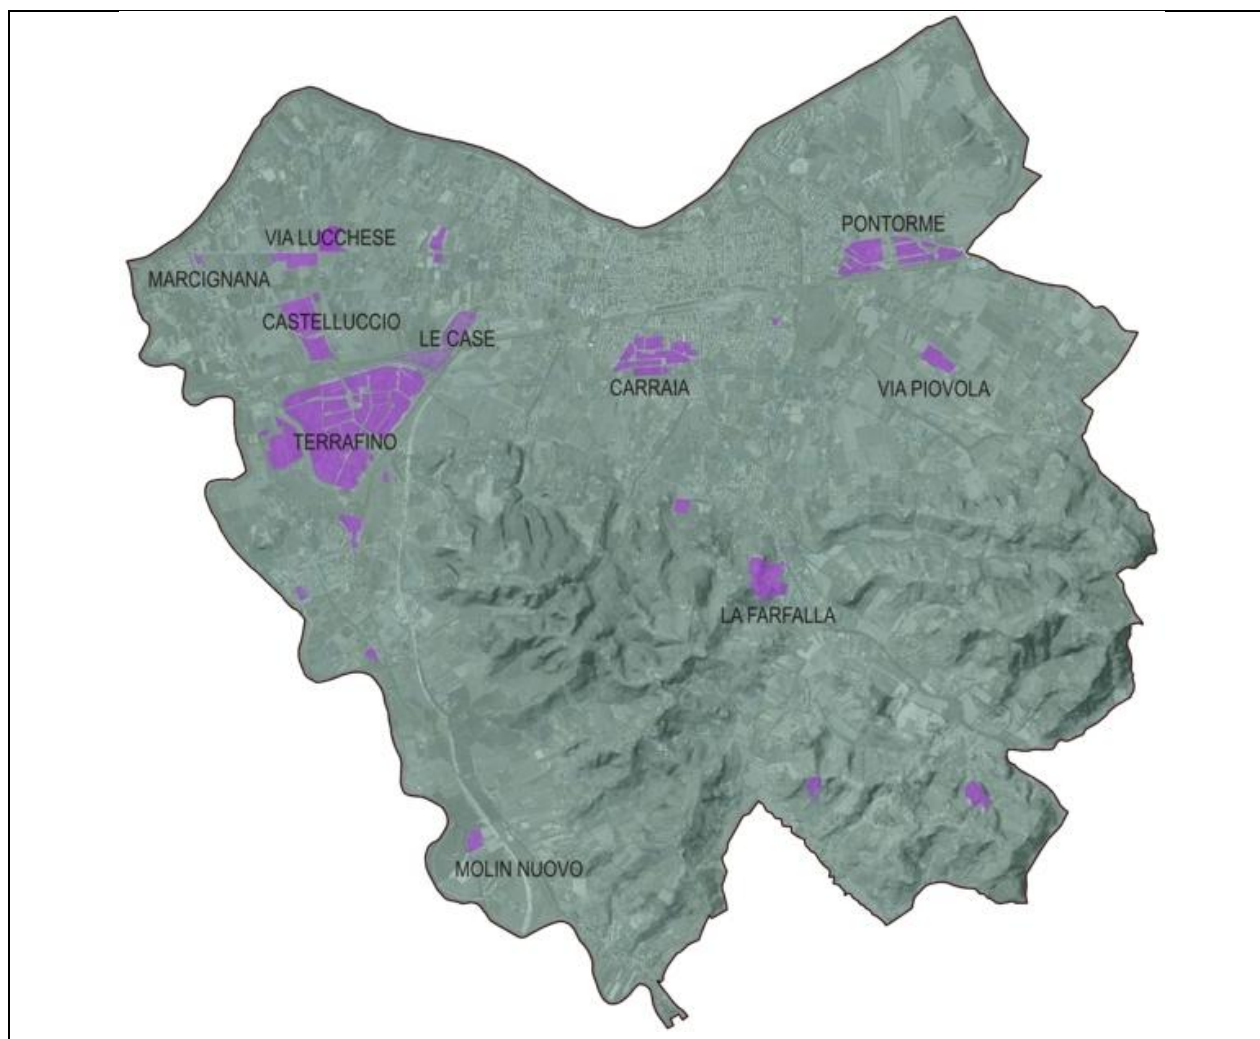 PONTORME
VIA LUCCHESE
MARCIGNANA
CASTELLUCCIO
LE CASE
CARRAIA
VIA PIOVOLA
TERRAFINO
LA FARFALLA
MOLIN NUOVO